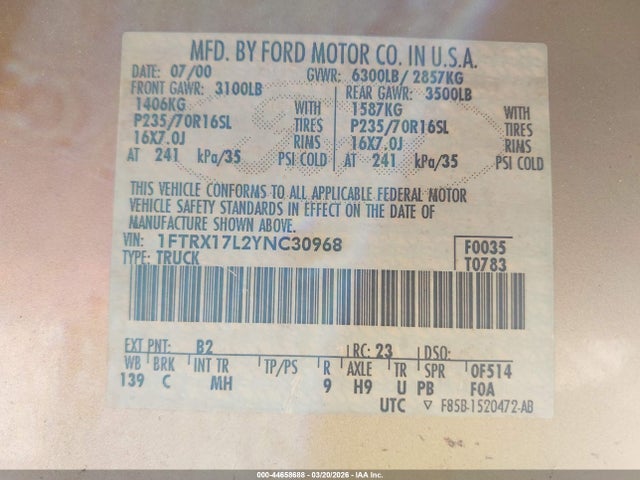 MFD. BY FORD MOTOR CO. IN U.S.A.
DATE: 07/00 GVWR: 6300LB/ 2857KG
FRONT GAWR: 3100LB REAR GAWR: 3500LB
1406KG WITH 1587KG WITH
P235/70R16SL TIRES P235/70R16SL TIRES
16X7.0J RIMS 16X7.0J RIMS
AT 241 kPa/35 PSI COLD AT 241 kPa/35 PSI COLD
THIS VEHICLE CONFORMS TO ALL APPLICABLE FEDERAL MOTOR
VEHICLE SAFETY STANDARDS IN EFFECT ON THE DATE OF
MANUFACTURE SHOWN ABOVE.
VIN: 1FTRX17L2YNC30968 F0035
TYPE: TRUCK T0783
EXT PNT: B2 RC: 23 DSO:
WB BRK INT TR TP/PS R AXLE TR SPR 0F514
139 C MH 9 H9 U PB F0A
UTC ▽ F85B-1520472-AB
000-44658688 | 03/20/2026 | IAA Inc.